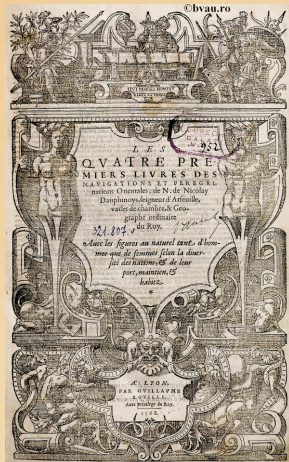 ©bvau.ro
LES
QVATRE PRE
MIERS LIVRES DES
NAVIGATIONS ET PEREGRI-
nations Orientales, de N. de Nicolay
Dauphinoys, seigneur d'Arfeuille,
varlet de chambre, & Geo-
graphe ordinaire
du Roy.
321.807
Auec les figures au naturel tant d'hom-
mes que de femmes selon la diuer-
sité des nations, & de leur
port, maintien, &
habitz.
A LYON,
PAR GVILLAVME
ROVILLE.
Auec priuilege du Roy.
1568.